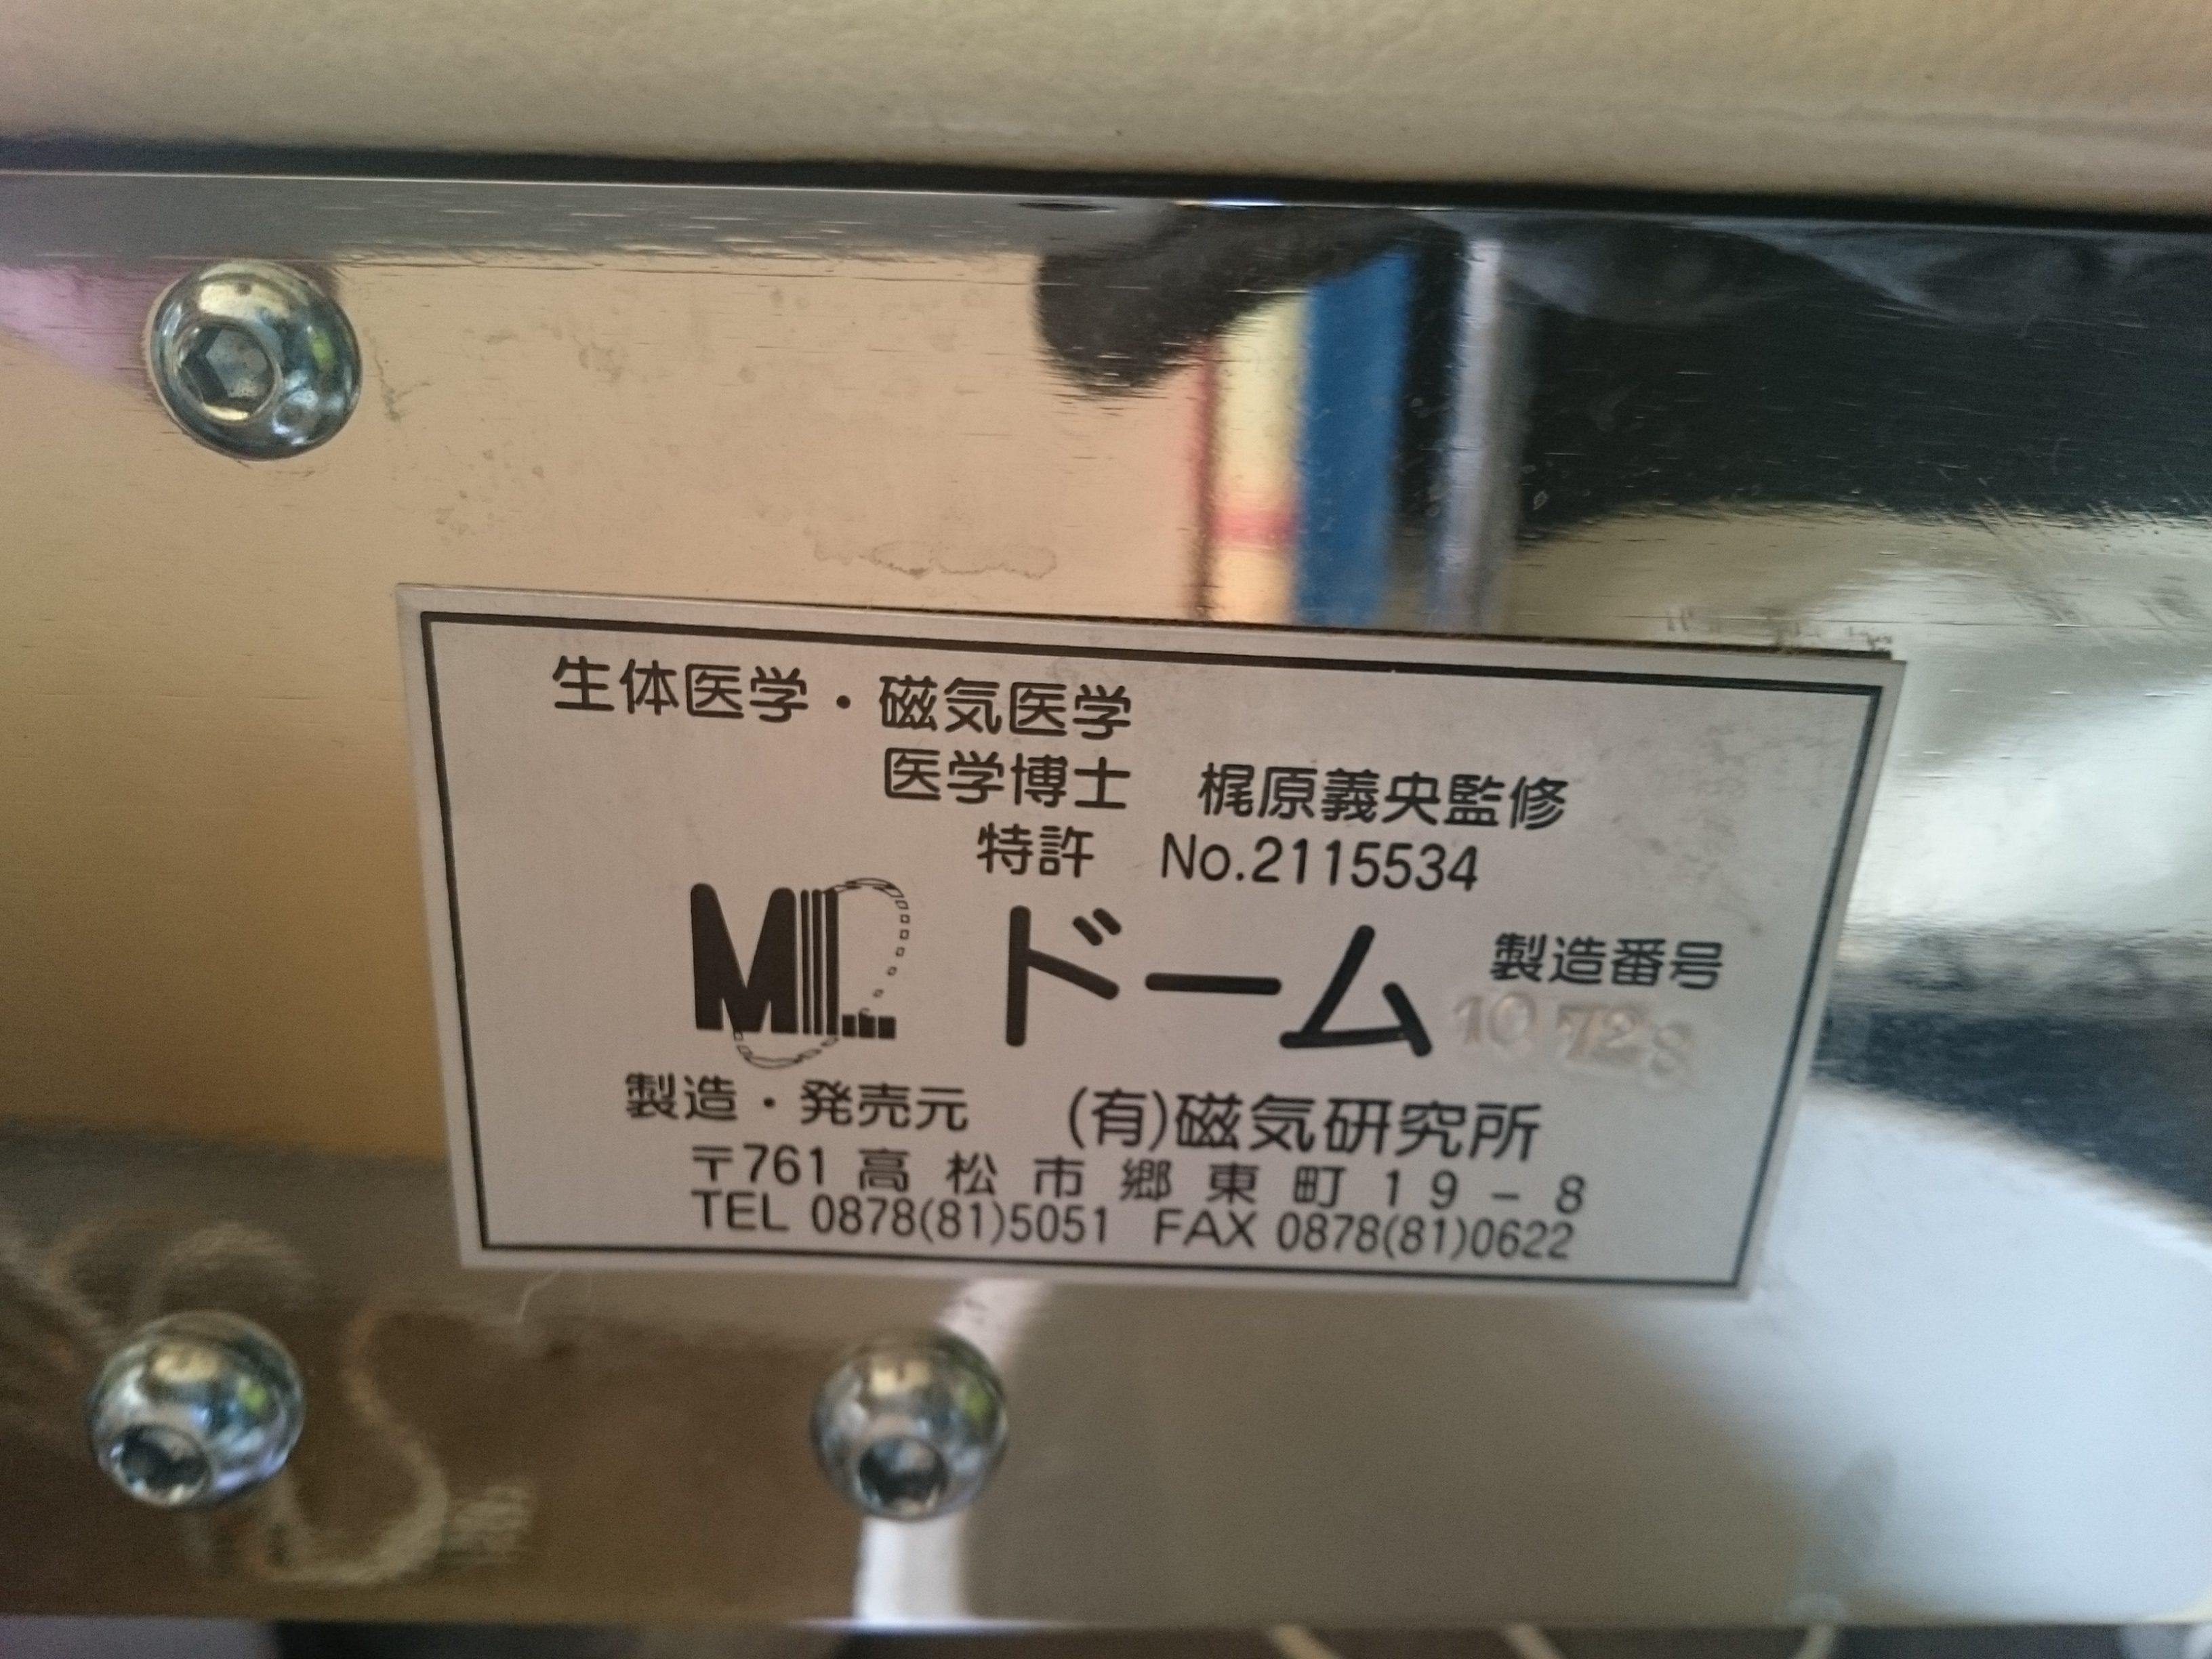 生体医学・磁気医学
医学博士 梶原義央監修
特許 No.2115534
ML ドーム 製造番号
10728
製造・発売元 (有)磁気研究所
〒761 高松市郷東町19-8
TEL 0878(81)5051 FAX 0878(81)0622